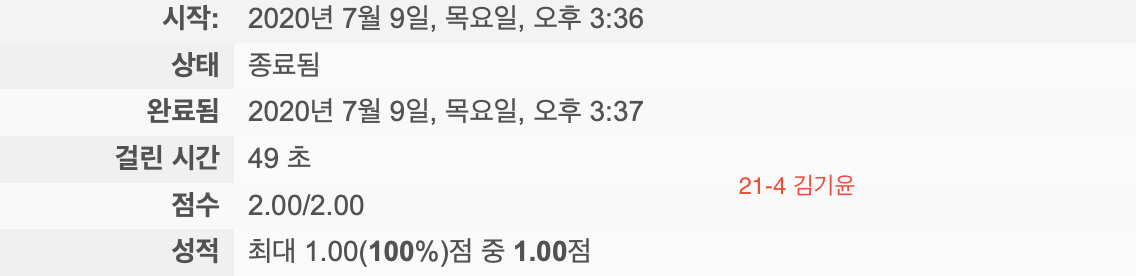 시작: 2020년 7월 9일, 목요일, 오후 3:36
상태 종료됨
완료됨 2020년 7월 9일, 목요일, 오후 3:37
걸린 시간 49 초
21-4 김기윤
점수 2.00/2.00
성적 최대 1.00(100%)점 중 1.00점